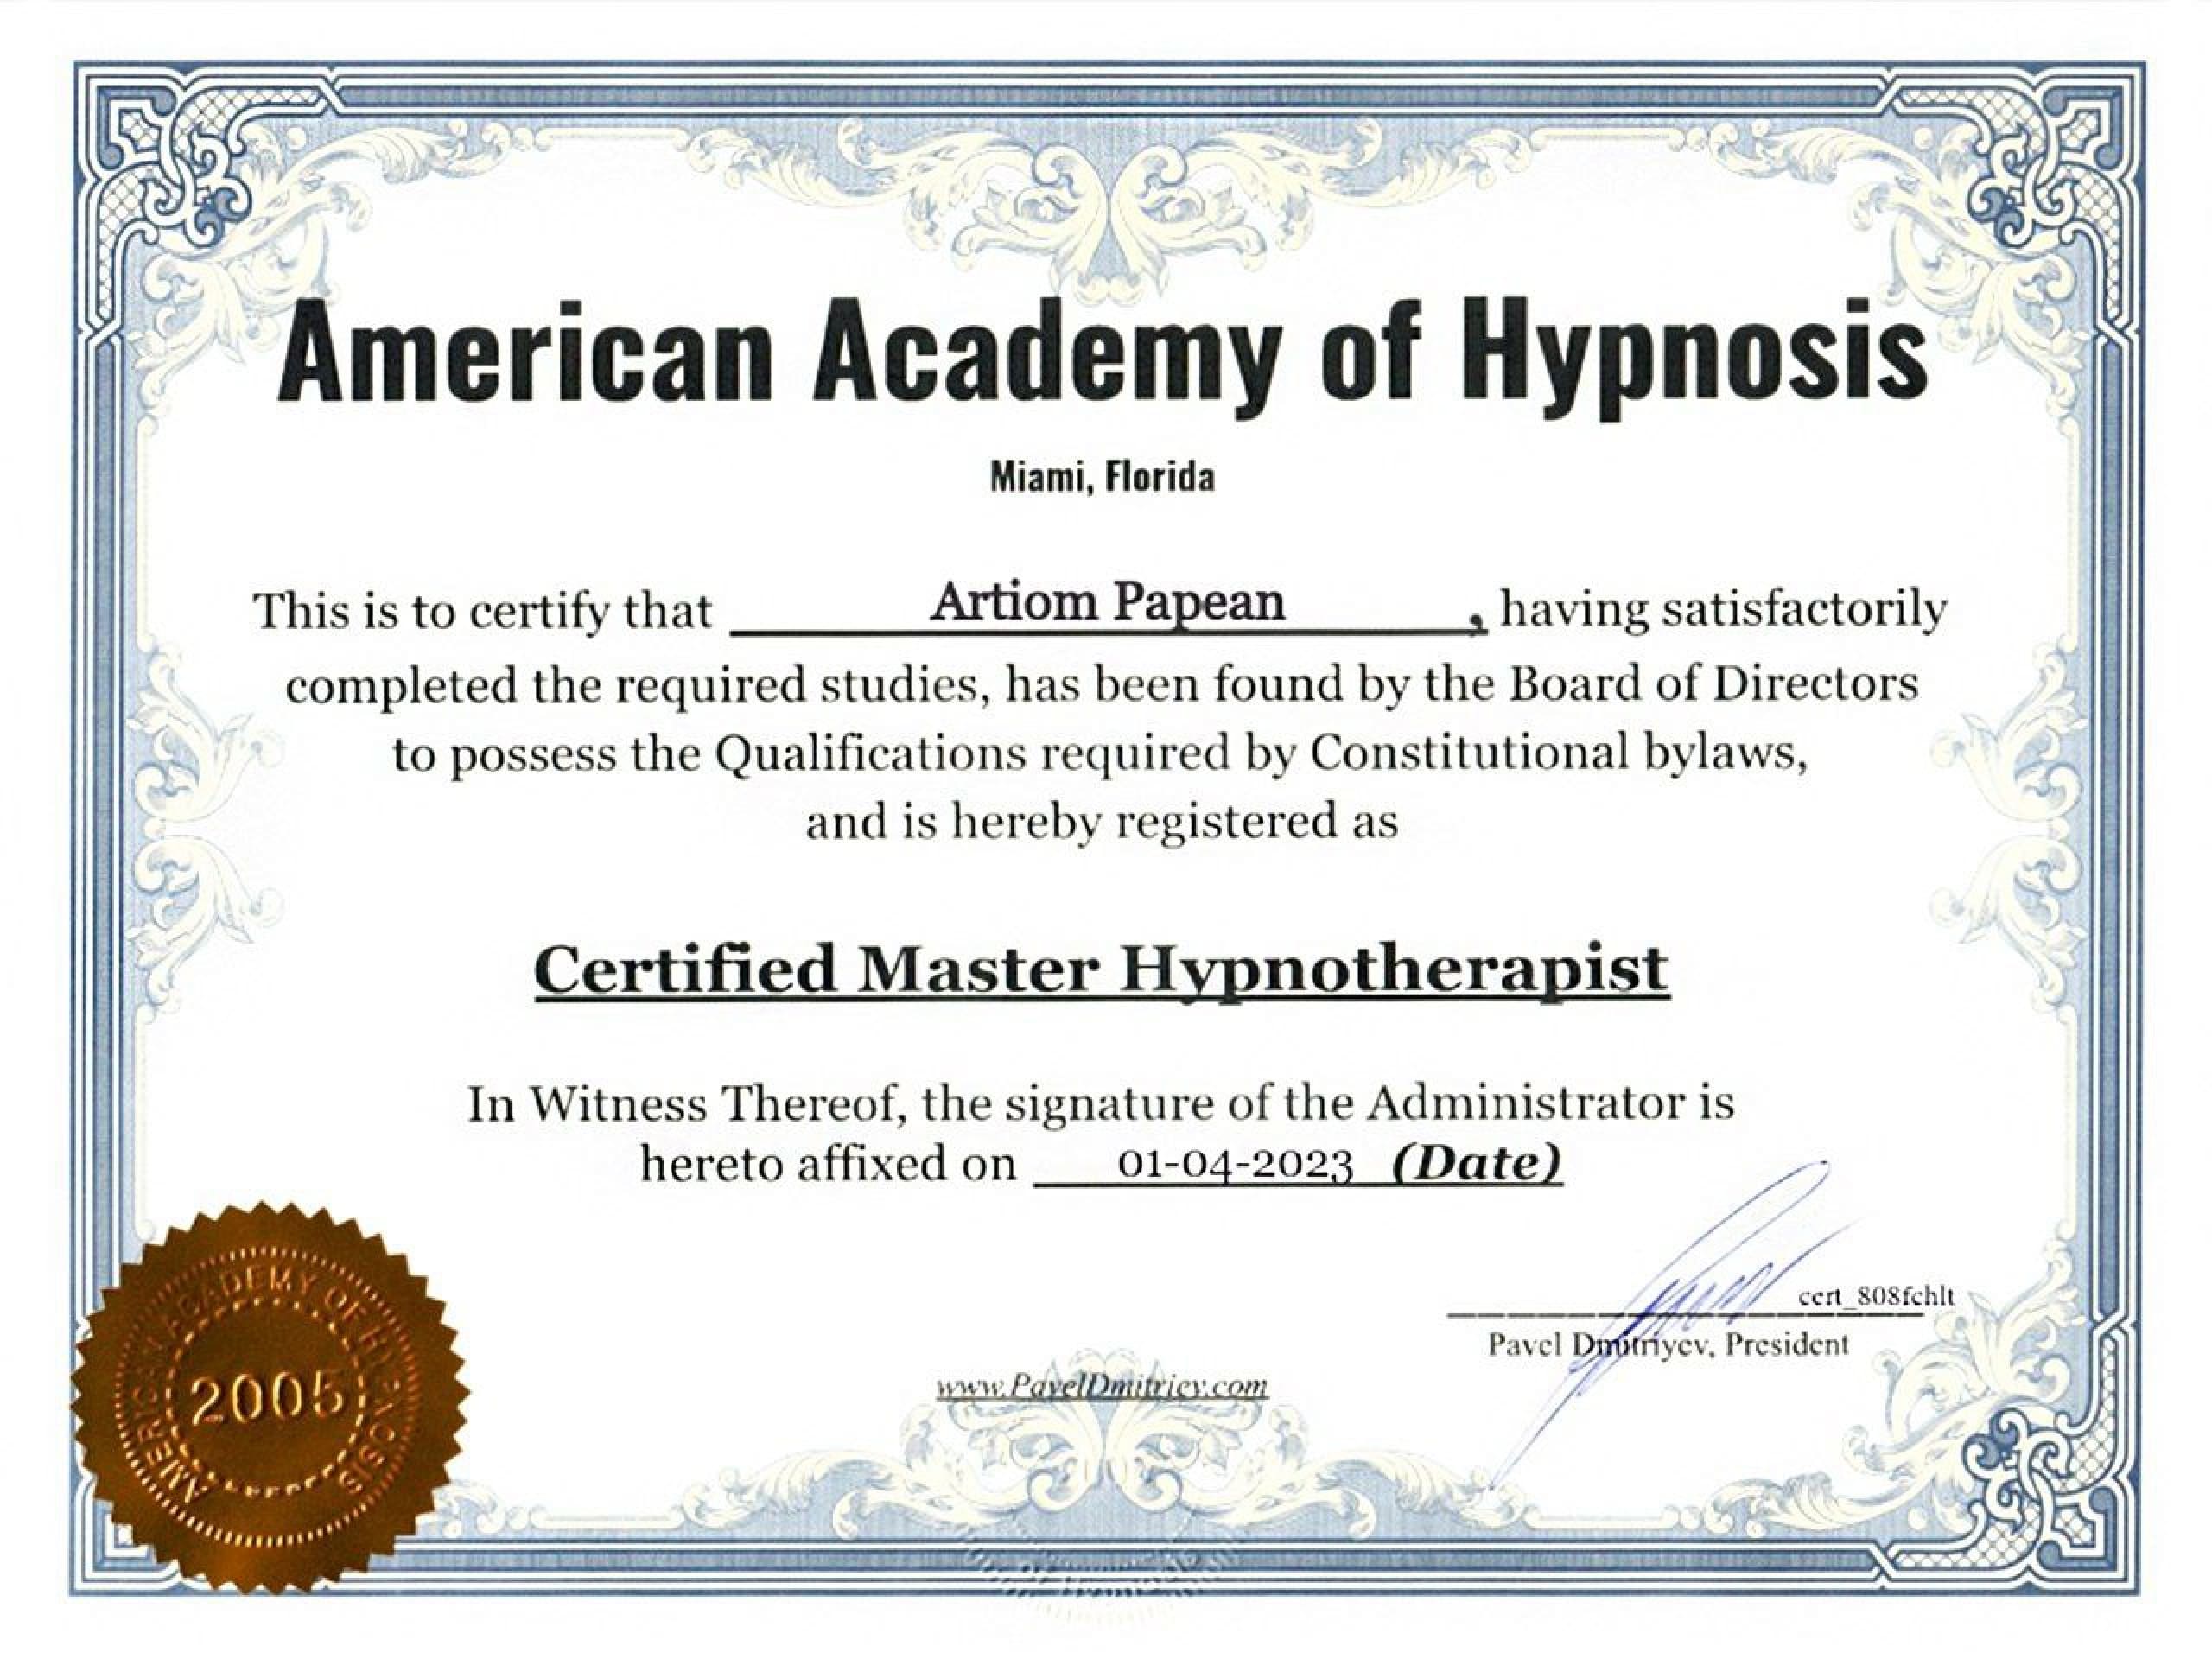 American Academy of Hypnosis
Miami, Florida
This is to certify that Artiom Papean, having satisfactorily
completed the required studies, has been found by the Board of Directors
to possess the Qualifications required by Constitutional bylaws,
and is hereby registered as
Certified Master Hypnotherapist
In Witness Thereof, the signature of the Administrator is
hereto affixed on 01-04-2023 (Date)
cert_808fchlt
Pavel Dmitriyev, President
www.PavelDmitriev.com
AMERICAN ACADEMY OF HYPNOSIS
2005